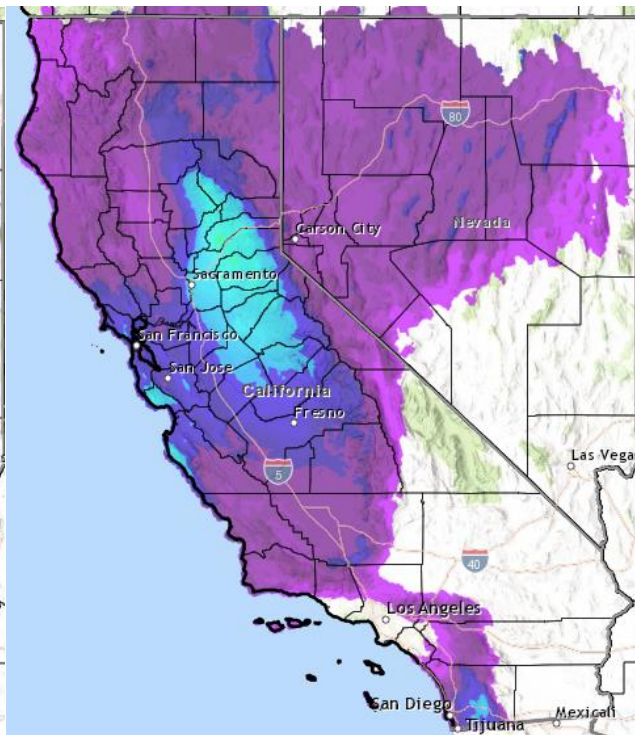 80
Nevada
Carson City
Sacramento
San Francisco
San Jose
California
Fresno
Las Vega
5
40
Los Angeles
San Diego
Mexicali
Tijuana